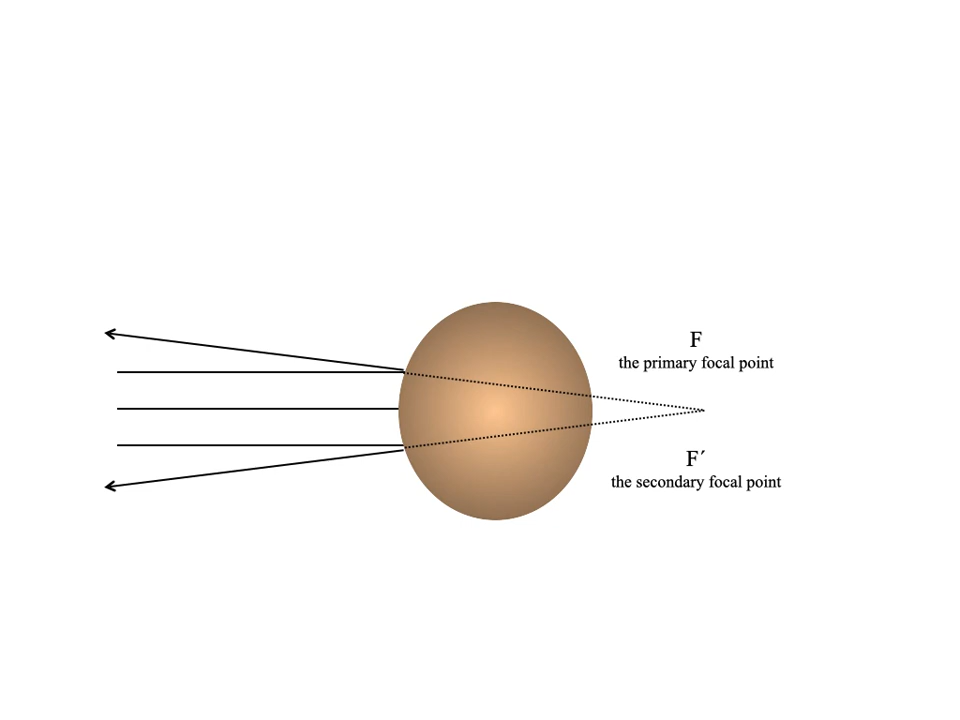 F
the primary focal point
F´
the secondary focal point